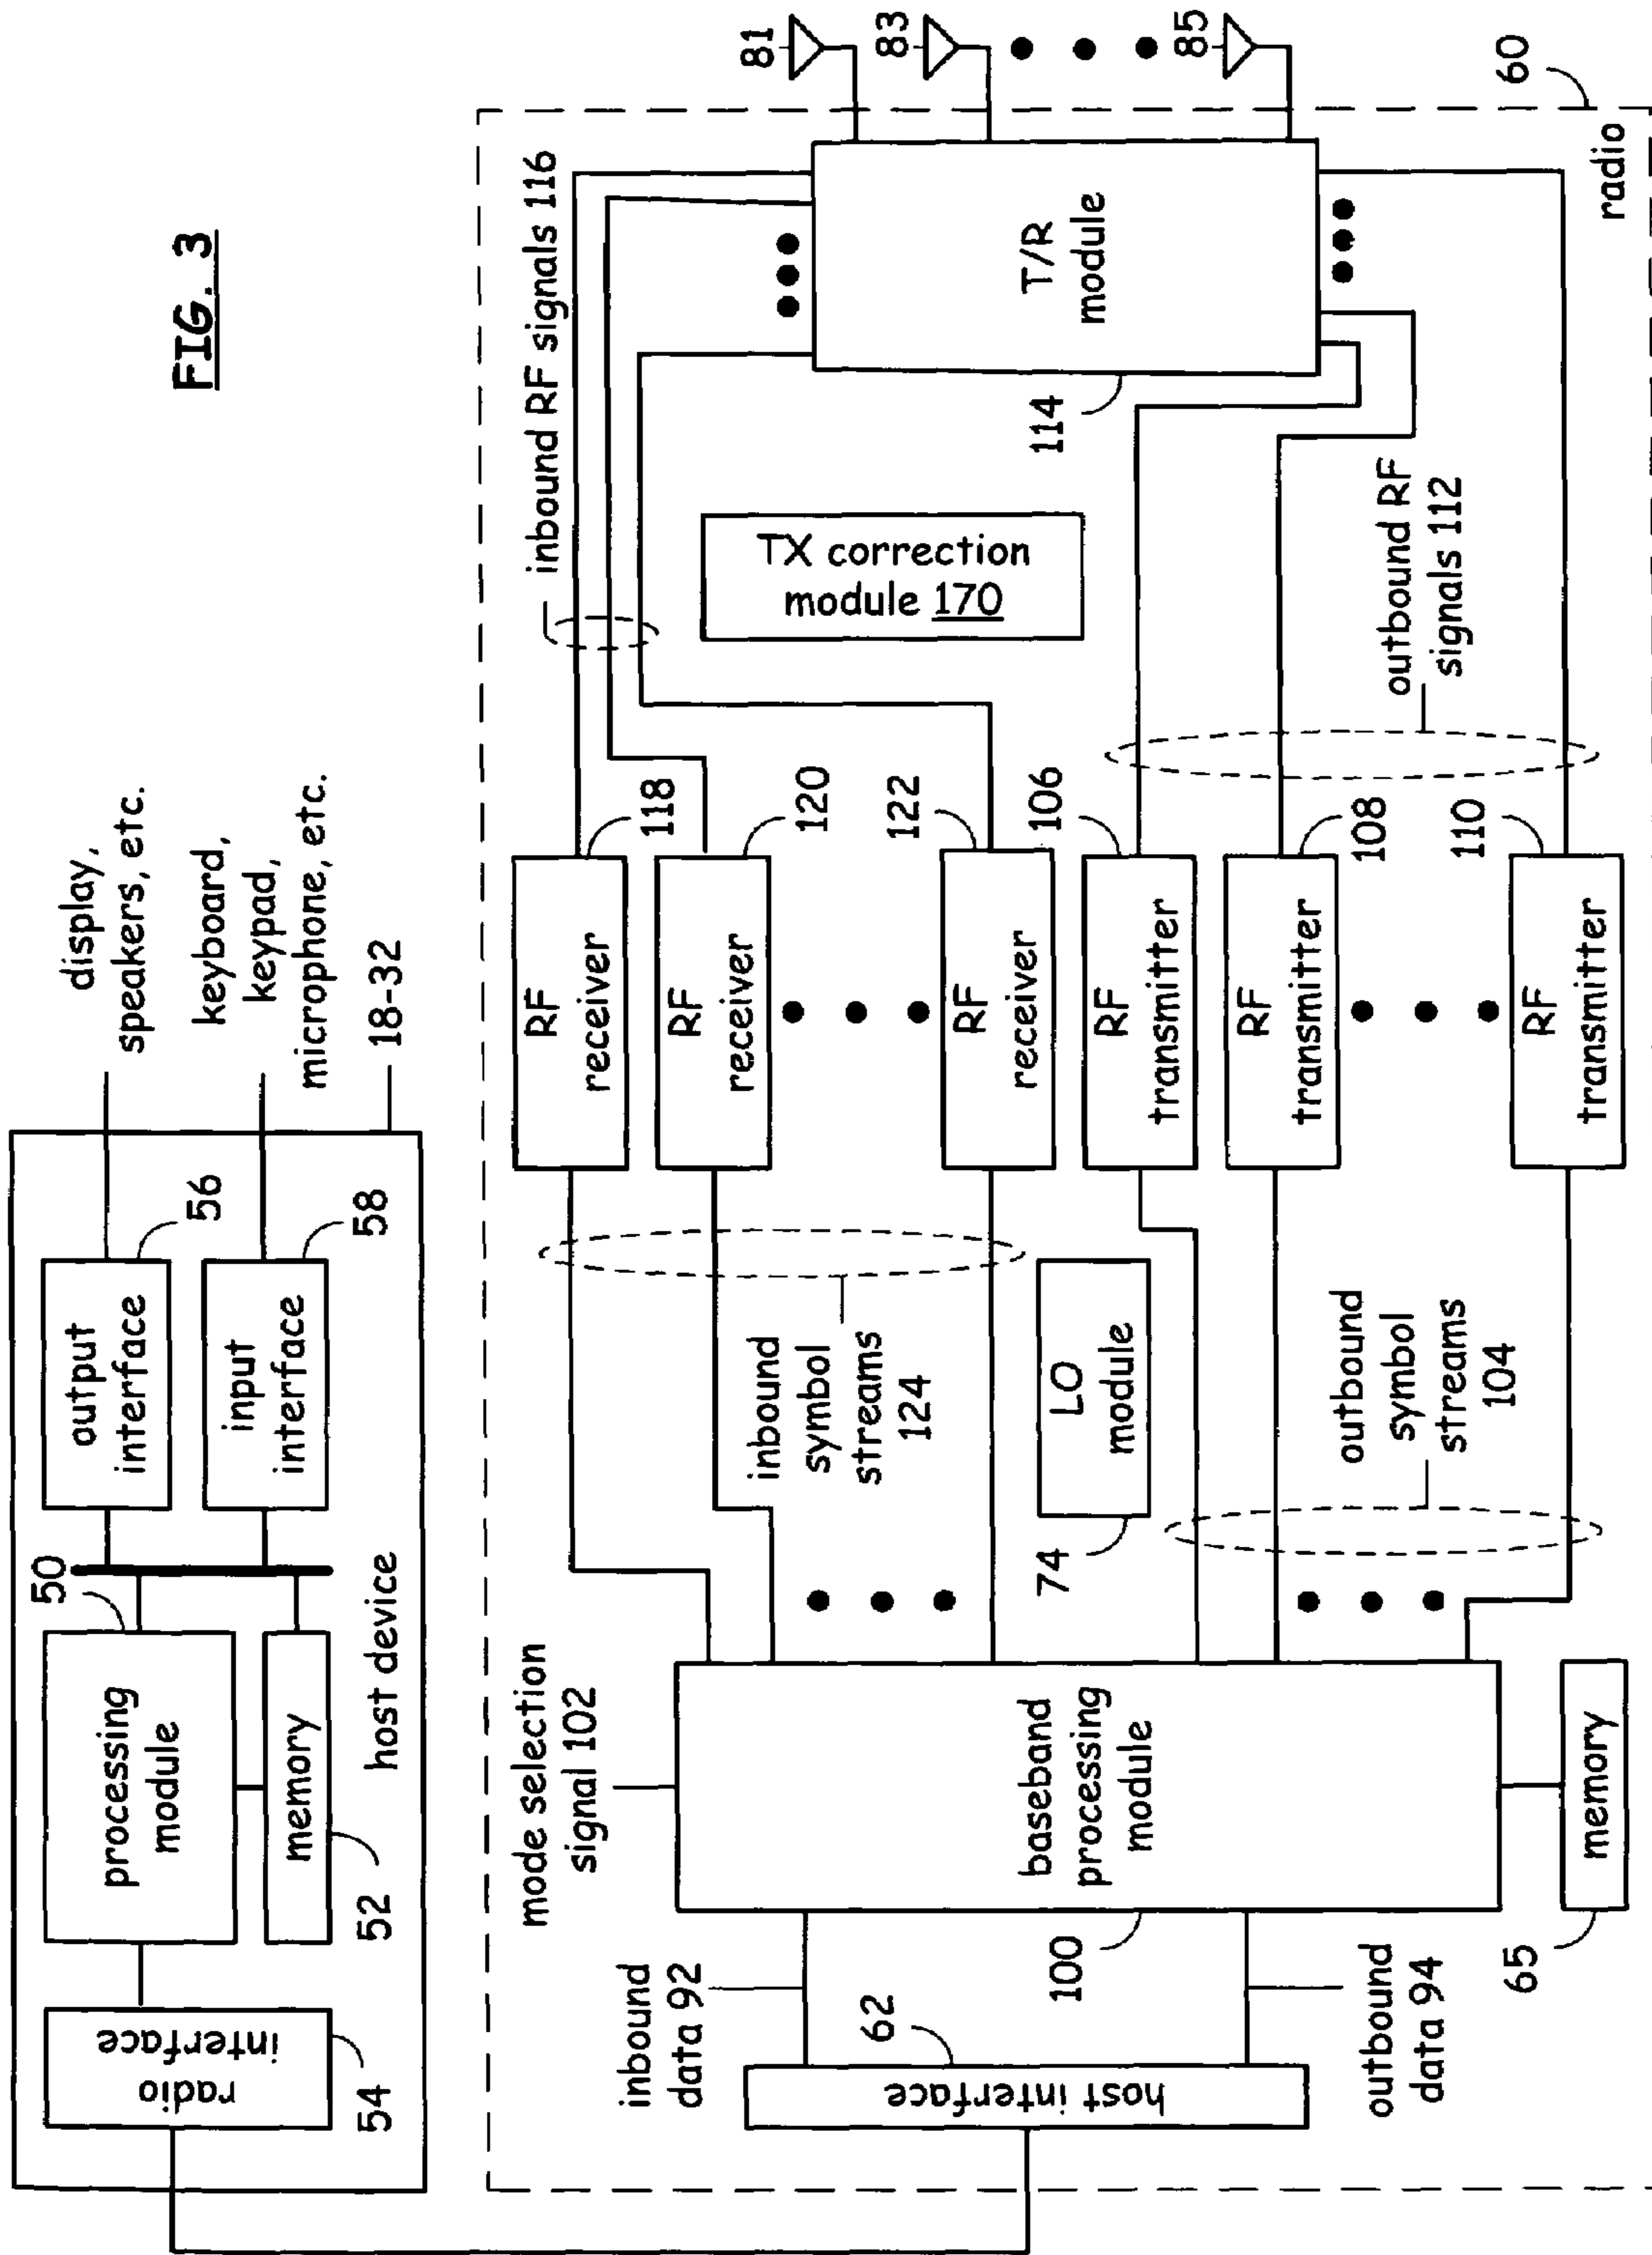 FIG. 3
display,
speakers, etc.
keyboard,
keypad,
microphone, etc.
18-32
radio
interface
54
processing
module
50
memory
52
output
interface
56
input
interface
58
host device
radio
60
host interface
62
inbound
data 92
outbound
data 94
mode selection
signal 102
baseband
processing
module
100
memory
65
inbound
symbol
streams
124
LO
module
74
outbound
symbol
streams
104
RF
receiver
118
RF
receiver
120
RF
receiver
122
RF
transmitter
106
RF
transmitter
108
RF
transmitter
110
inbound RF signals 116
TX correction
module 170
outbound RF
signals 112
T/R
module
114
81
83
85